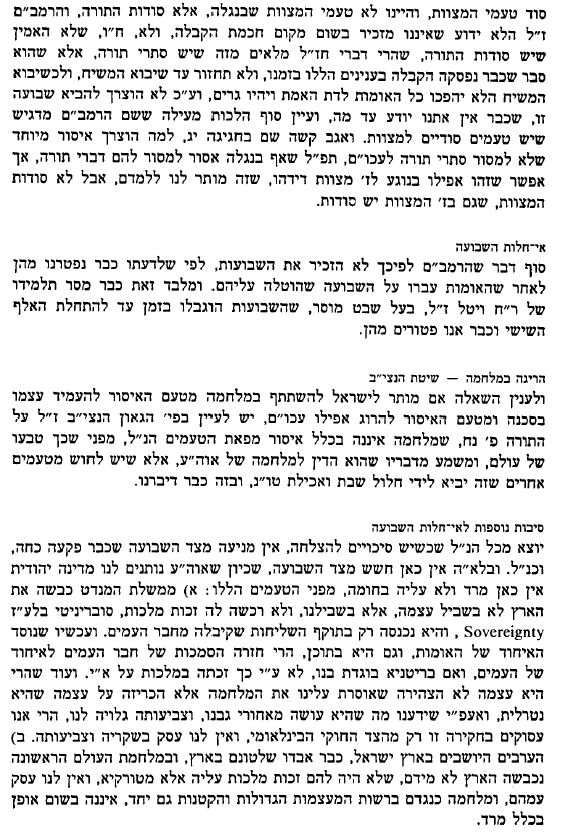 סוד טעמי המצוות, והיינו לא טעמי המצוות שבנגלה, אלא סודות התורה, והרמב״ם
ז״ל הלא ידוע שאיננו מזכיר בשום מקום חכמת הקבלה, ולא, ח״ו, שלא האמין
שיש סודות התורה, שהרי דברי חז״ל מלאים מזה שיש סתרי תורה, אלא שהוא
סבר שכבר נפסקה הקבלה בענינים הללו בזמנו, ולא תחזור עד שיבוא המשיח, ולכשיבוא
המשיח הלא יהפכו כל האומות לדת האמת ויהיו גרים, וע״כ לא הוצרך להביא שבועה
זו, שכבר אין אתנו יודע עד מה, ועיין סוף הלכות מעילה ששם הרמב״ם מדגיש
שיש טעמים סודיים למצוות. ואגב קשה שם בחגיגה יג, למה הוצרך איסור מיוחד
שלא למסור סתרי תורה לעכו״ם, תפ״ל שאף בנגלה אסור למסור להם דברי תורה, אך
אפשר שזהו אפילו בנוגע לז׳ מצוות דידהו, שזה מותר לנו ללמדם, אבל לא סודות
המצוות, שגם בז׳ המצוות יש סודות.
אי־חלות השבועה
סוף דבר שהרמב״ם לפיכך לא הזכיר את השבועות, לפי שלדעתו כבר נפטרנו מהן
לאחר שהאומות עברו על השבועה שהוטלה עליהם. ומלבד זאת כבר מסר תלמידו
של ר״ח ויטל ז״ל, בעל שבט מוסר, שהשבועות הוגבלו בזמן עד להתחלת האלף
השישי וכבר אנו פטורים מהן.
הריגה במלחמה — שיטת הנצי״ב
ולענין השאלה אם מותר לישראל להשתתף במלחמה מטעם האיסור להעמיד עצמו
בסכנה ומטעם האיסור להרוג אפילו עכו״ם, יש לעיין בפי׳ הגאון הנצי״ב ז״ל על
התורה פ׳ נח, שמלחמה איננה בכלל איסור מפאת הטעמים הנ״ל, מפני שכך טבעו
של עולם, ומשמע מדבריו שהוא הדין למלחמה של אוה״ע, אלא שיש לחוש מטעמים
אחרים שזה יביא לידי חלול שבת ואכילת טו״נ, ובזה כבר דיברנו.
סיבות נוספות לאי־חלות השבועה
יוצא מכל הנ״ל שכשיש סיכויים להצלחה, אין מניעה מצד השבועה שכבר פקעה כחה,
וכנ״ל. ובלא״ה אין כאן חשש מצד השבועה, שכיון שאוה״ע נותנים לנו מדינה יהודית
אין כאן מרד ולא עליה בחומה, מפני הטעמים הללו: א) ממשלת המנדט כבשה את
הארץ לא בשביל עצמה, אלא בשבילנו, ולא רכשה לה זכות מלכות, סובריניטי בלע״ז
Sovereignty , והיא נכנסה רק בתוקף השליחות שקיבלה מחבר העמים. ועכשיו שנוסד
האיחוד של האומות, וגם היא בתוכן, הרי חזרה הסמכות של חבר העמים לאיחוד
של העמים, ואם בריטניא בוגדת בנו, לא ע״י כך זכתה במלכות על א״י. ועוד שהרי
היא עצמה לא הצהירה שאוסרת עלינו את המלחמה אלא הכריזה על עצמה שהיא
נטרלית, ואעפ״י שידענו מה שהיא עושה מאחורי גבנו, וצביעותה גלויה לנו, הרי אנו
עסוקים בחקירה זו רק מהצד החוקי הבינלאומי, ואין לנו עסק בשקריה וצביעותה. ב)
הערבים היושבים בארץ ישראל, כבר אבדו שלטונם בארץ, ובמלחמת העולם הראשונה
נכבשה הארץ לא מידם, שלא היה להם זכות מלכות עליה אלא מטורקיא, ואין לנו עסק
עמהם, ומלחמה כנגדם ברשות המעצמות הגדולות והקטנות גם יחד, איננה בשום אופן
בכלל מרד.